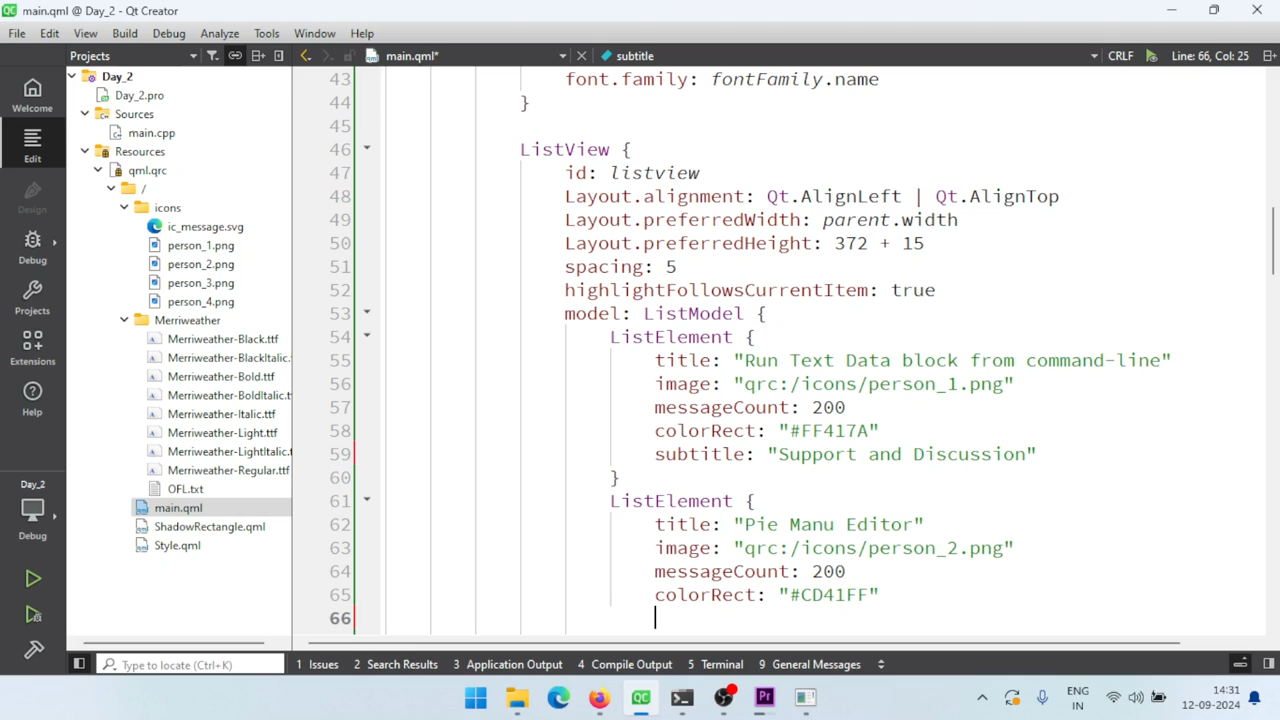 main.qml @ Day_2 - Qt Creator
File Edit View Build Debug Analyze Tools Window Help
Projects main.qml* subtitle CRLF Line: 66, Col: 25
Welcome
Edit
Design
Debug
Projects
Extensions
Help
Day_2
Debug
Day_2
Day_2.pro
Sources
main.cpp
Resources
qml.qrc
/
icons
ic_message.svg
person_1.png
person_2.png
person_3.png
person_4.png
Merriweather
Merriweather-Black.ttf
Merriweather-BlackItalic.
Merriweather-Bold.ttf
Merriweather-BoldItalic.t
Merriweather-Italic.ttf
Merriweather-Light.ttf
Merriweather-LightItalic.
Merriweather-Regular.ttf
OFL.txt
main.qml
ShadowRectangle.qml
Style.qml
43 font.family: fontFamily.name
44 }
45
46 ListView {
47 id: listview
48 Layout.alignment: Qt.AlignLeft | Qt.AlignTop
49 Layout.preferredWidth: parent.width
50 Layout.preferredHeight: 372 + 15
51 spacing: 5
52 highlightFollowsCurrentItem: true
53 model: ListModel {
54 ListElement {
55 title: "Run Text Data block from command-line"
56 image: "qrc:/icons/person_1.png"
57 messageCount: 200
58 colorRect: "#FF417A"
59 subtitle: "Support and Discussion"
60 }
61 ListElement {
62 title: "Pie Manu Editor"
63 image: "qrc:/icons/person_2.png"
64 messageCount: 200
65 colorRect: "#CD41FF"
66
Type to locate (Ctrl+K) 1 Issues 2 Search Results 3 Application Output 4 Compile Output 5 Terminal 9 General Messages
ENG
IN
14:31
12-09-2024